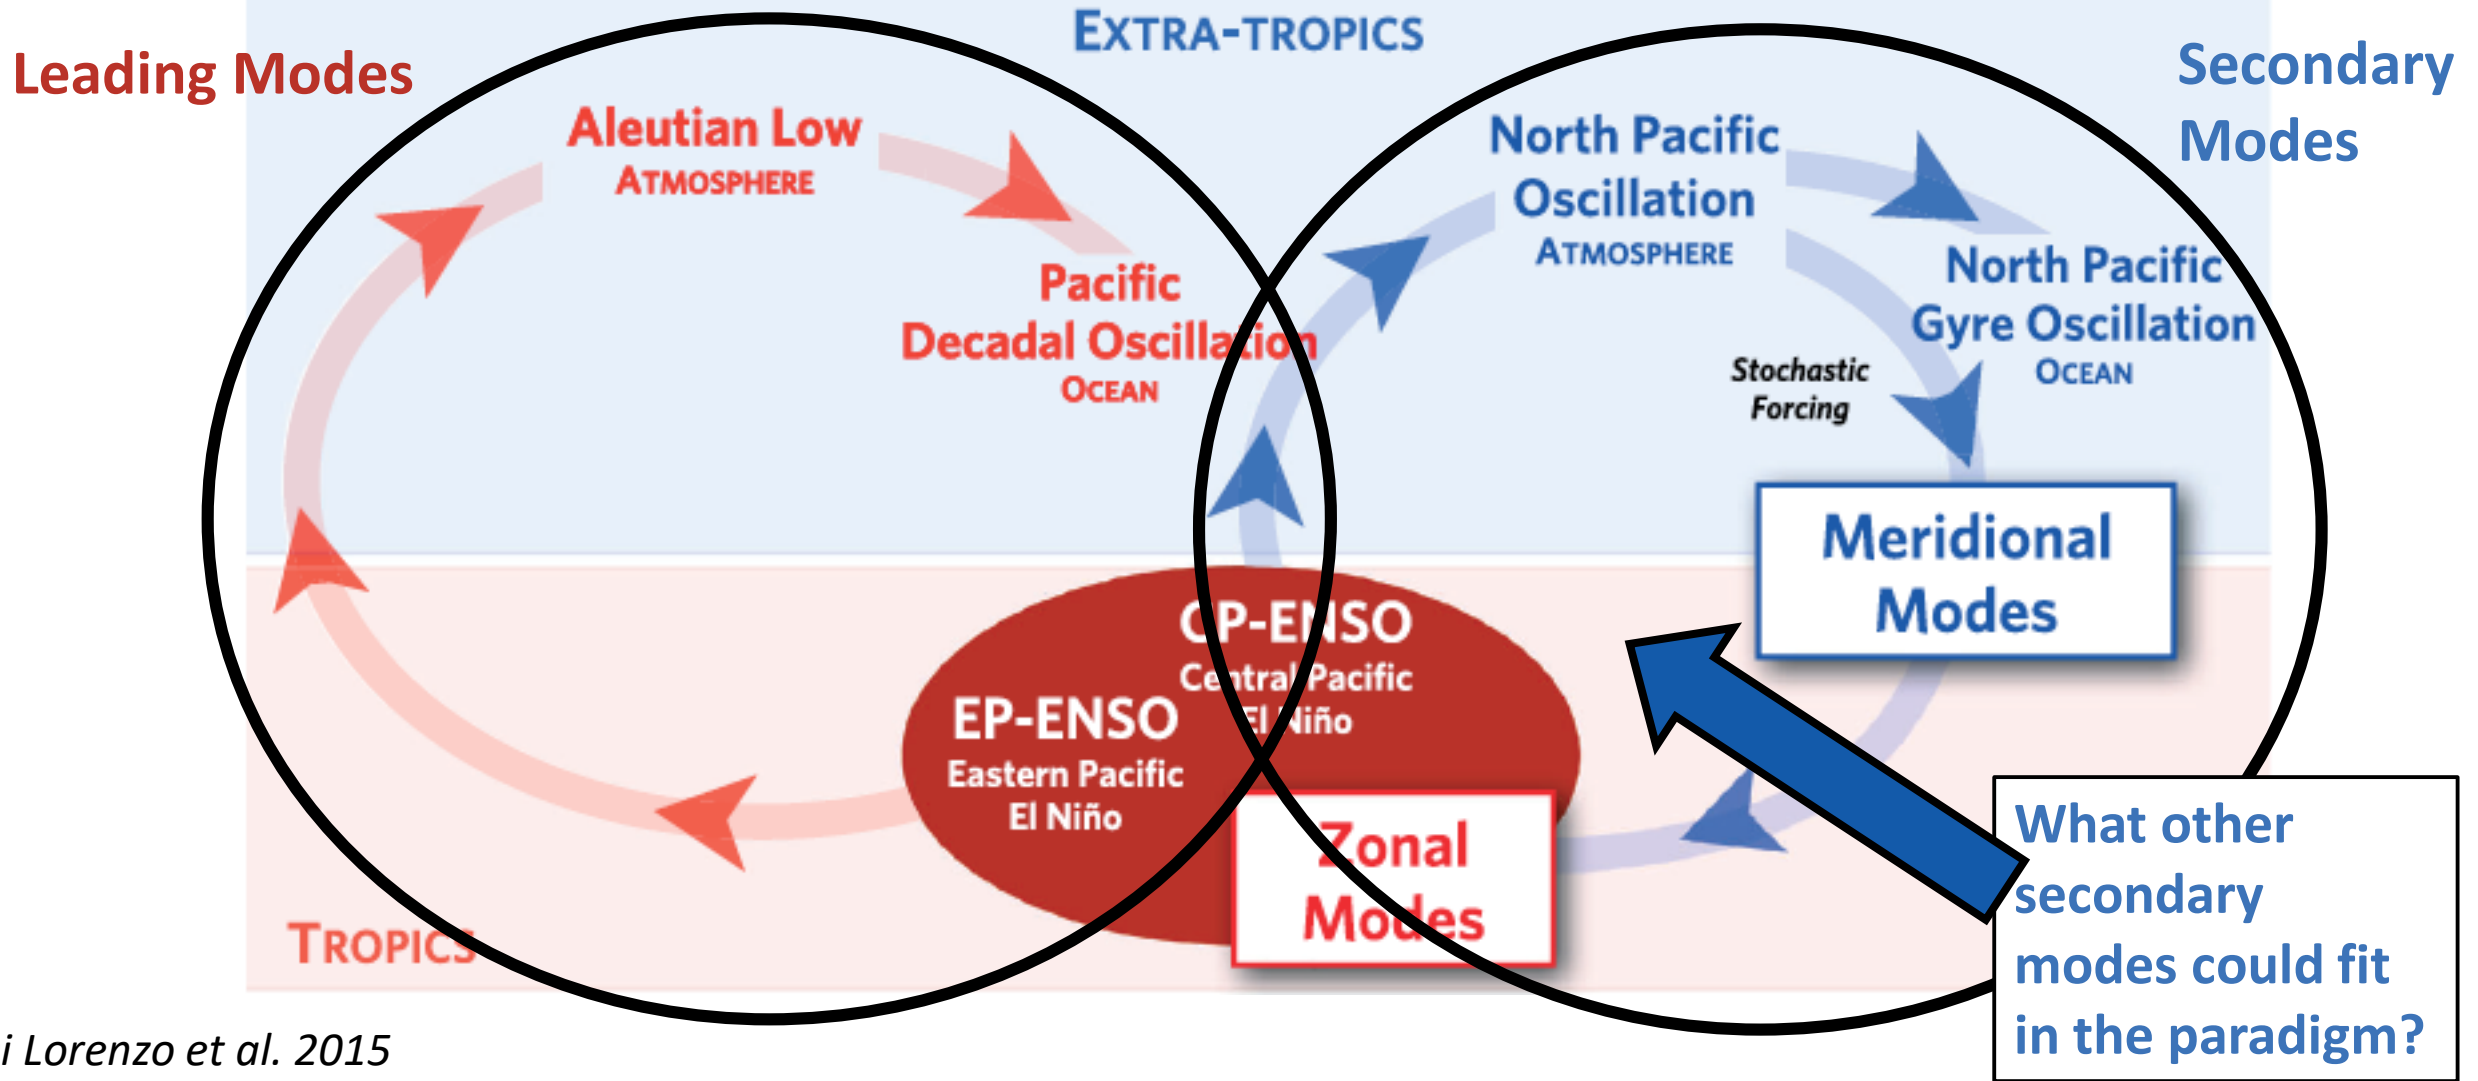 EXTRA-TROPICS
Leading Modes
Secondary
Modes
Aleutian Low
ATMOSPHERE
Pacific
Decadal Oscillation
OCEAN
North Pacific
Oscillation
ATMOSPHERE
North Pacific
Gyre Oscillation
OCEAN
Stochastic
Forcing
Meridional
Modes
CP-ENSO
Central Pacific
El Niño
EP-ENSO
Eastern Pacific
El Niño
Zonal
Modes
TROPICS
What other
secondary
modes could fit
in the paradigm?
i Lorenzo et al. 2015